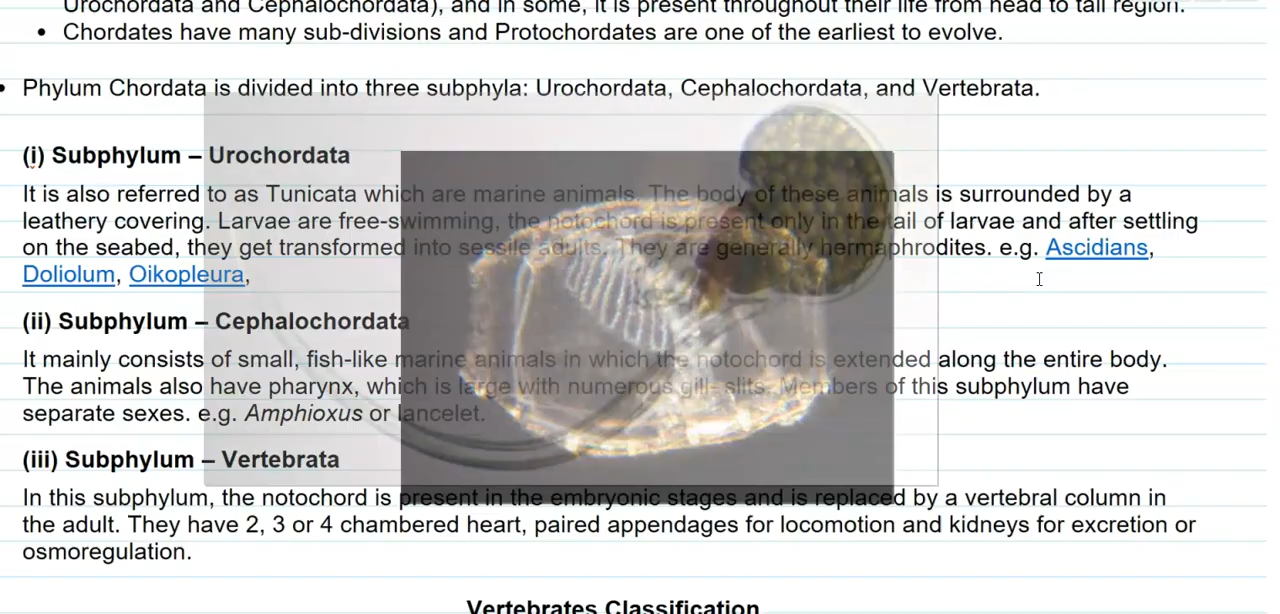 Urochordata and Cephalochordata), and in some, it is present throughout their life from head to tail region.
• Chordates have many sub-divisions and Protochordates are one of the earliest to evolve.
• Phylum Chordata is divided into three subphyla: Urochordata, Cephalochordata, and Vertebrata.
(i) Subphylum – Urochordata
It is also referred to as Tunicata which are marine animals. The body of these animals is surrounded by a
leathery covering. Larvae are free-swimming, the notochord is present only in the tail of larvae and after settling
on the seabed, they get transformed into sessile adults. They are generally hermaphrodites. e.g. Ascidians,
Doliolum, Oikopleura,
(ii) Subphylum – Cephalochordata
It mainly consists of small, fish-like marine animals in which the notochord is extended along the entire body.
The animals also have pharynx, which is large with numerous gill- slits. Members of this subphylum have
separate sexes. e.g. Amphioxus or lancelet.
(iii) Subphylum – Vertebrata
In this subphylum, the notochord is present in the embryonic stages and is replaced by a vertebral column in
the adult. They have 2, 3 or 4 chambered heart, paired appendages for locomotion and kidneys for excretion or
osmoregulation.
Vertebrates Classification